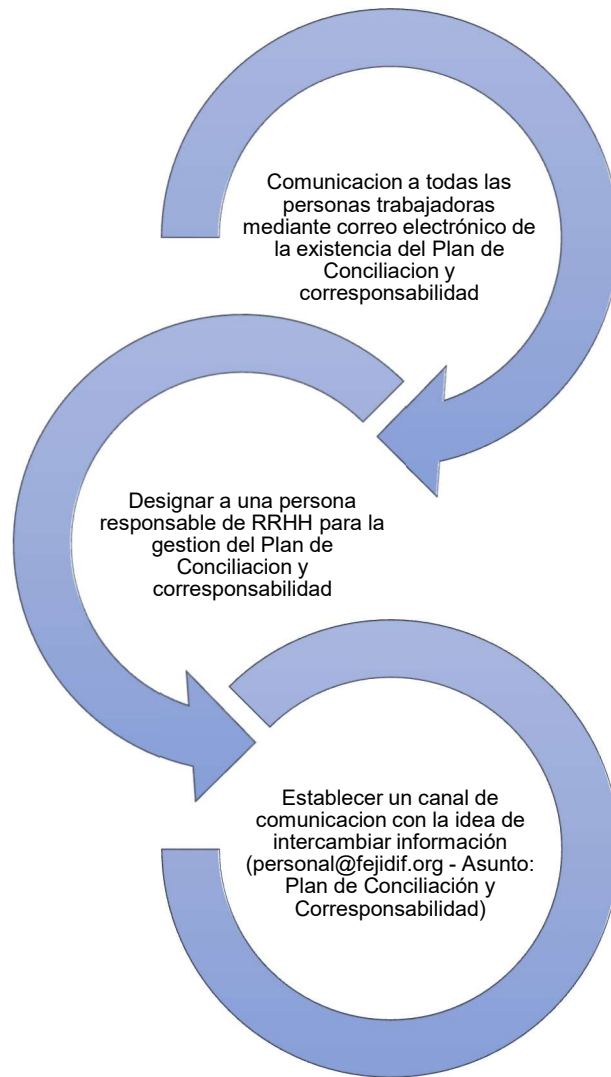 Comunicacion a todas las
personas trabajadoras
mediante correo electrónico de
la existencia del Plan de
Conciliacion y
corresponsabilidad
Designar a una persona
responsable de RRHH para la
gestion del Plan de
Conciliacion y
corresponsabilidad
Establecer un canal de
comunicacion con la idea de
intercambiar información
(personal@fejidif.org - Asunto:
Plan de Conciliación y
Corresponsabilidad)